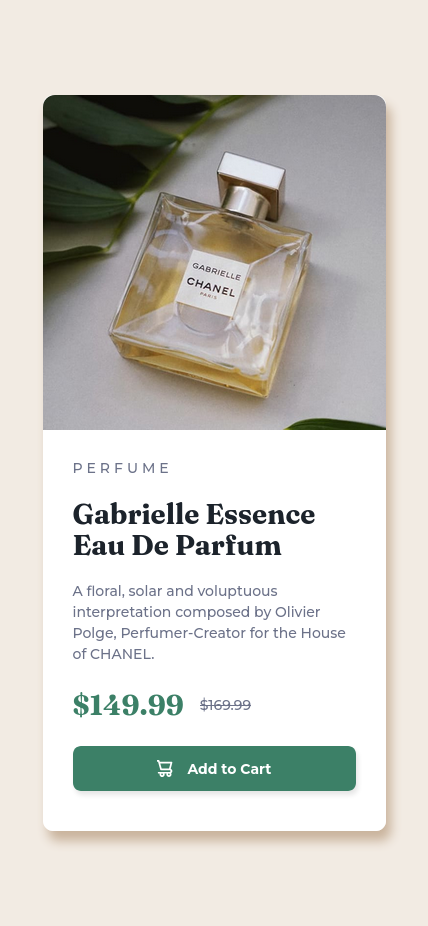 GABRIELLE
CHANEL
PARIS
PERFUME
Gabrielle Essence
Eau De Parfum
A floral, solar and voluptuous
interpretation composed by Olivier
Polge, Perfumer-Creator for the House
of CHANEL.
$149.99 $169.99
Add to Cart